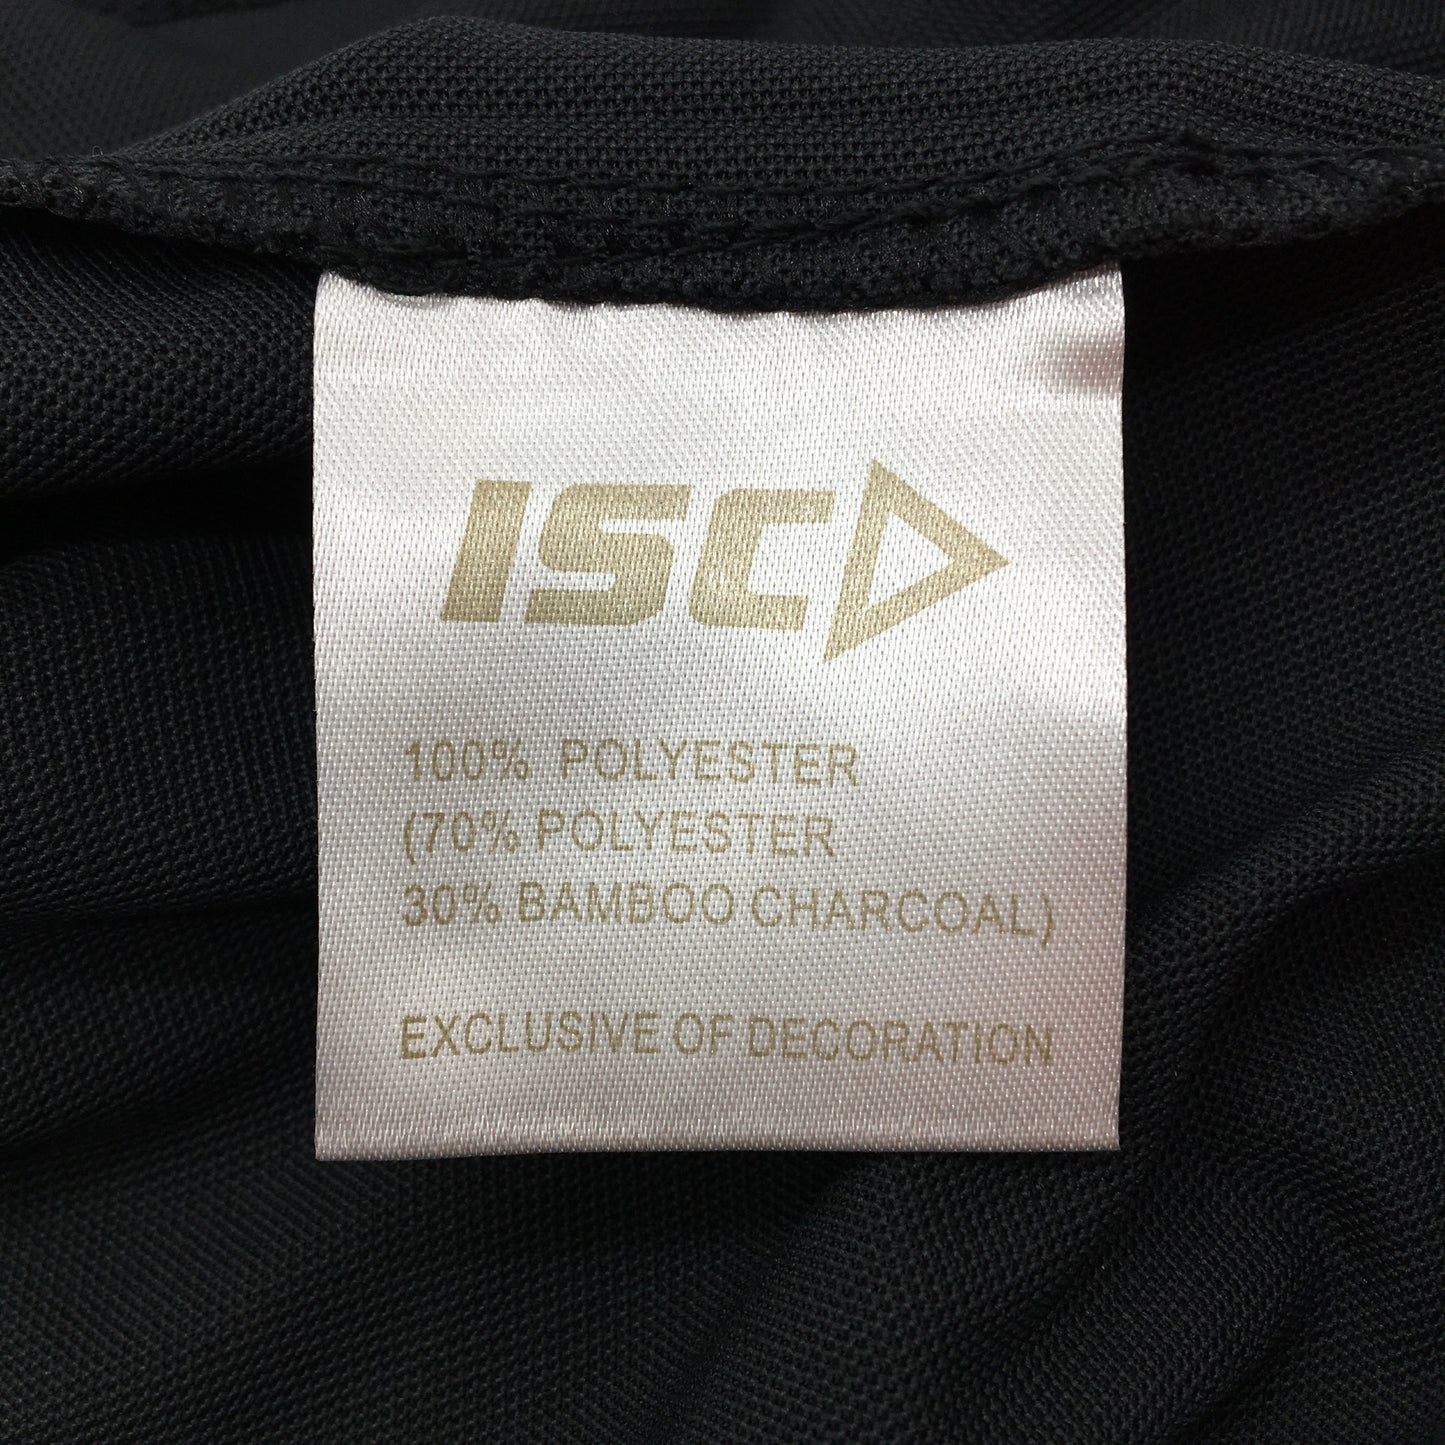 ISC
100% POLYESTER
(70% POLYESTER
30% BAMBOO CHARCOAL)
EXCLUSIVE OF DECORATION